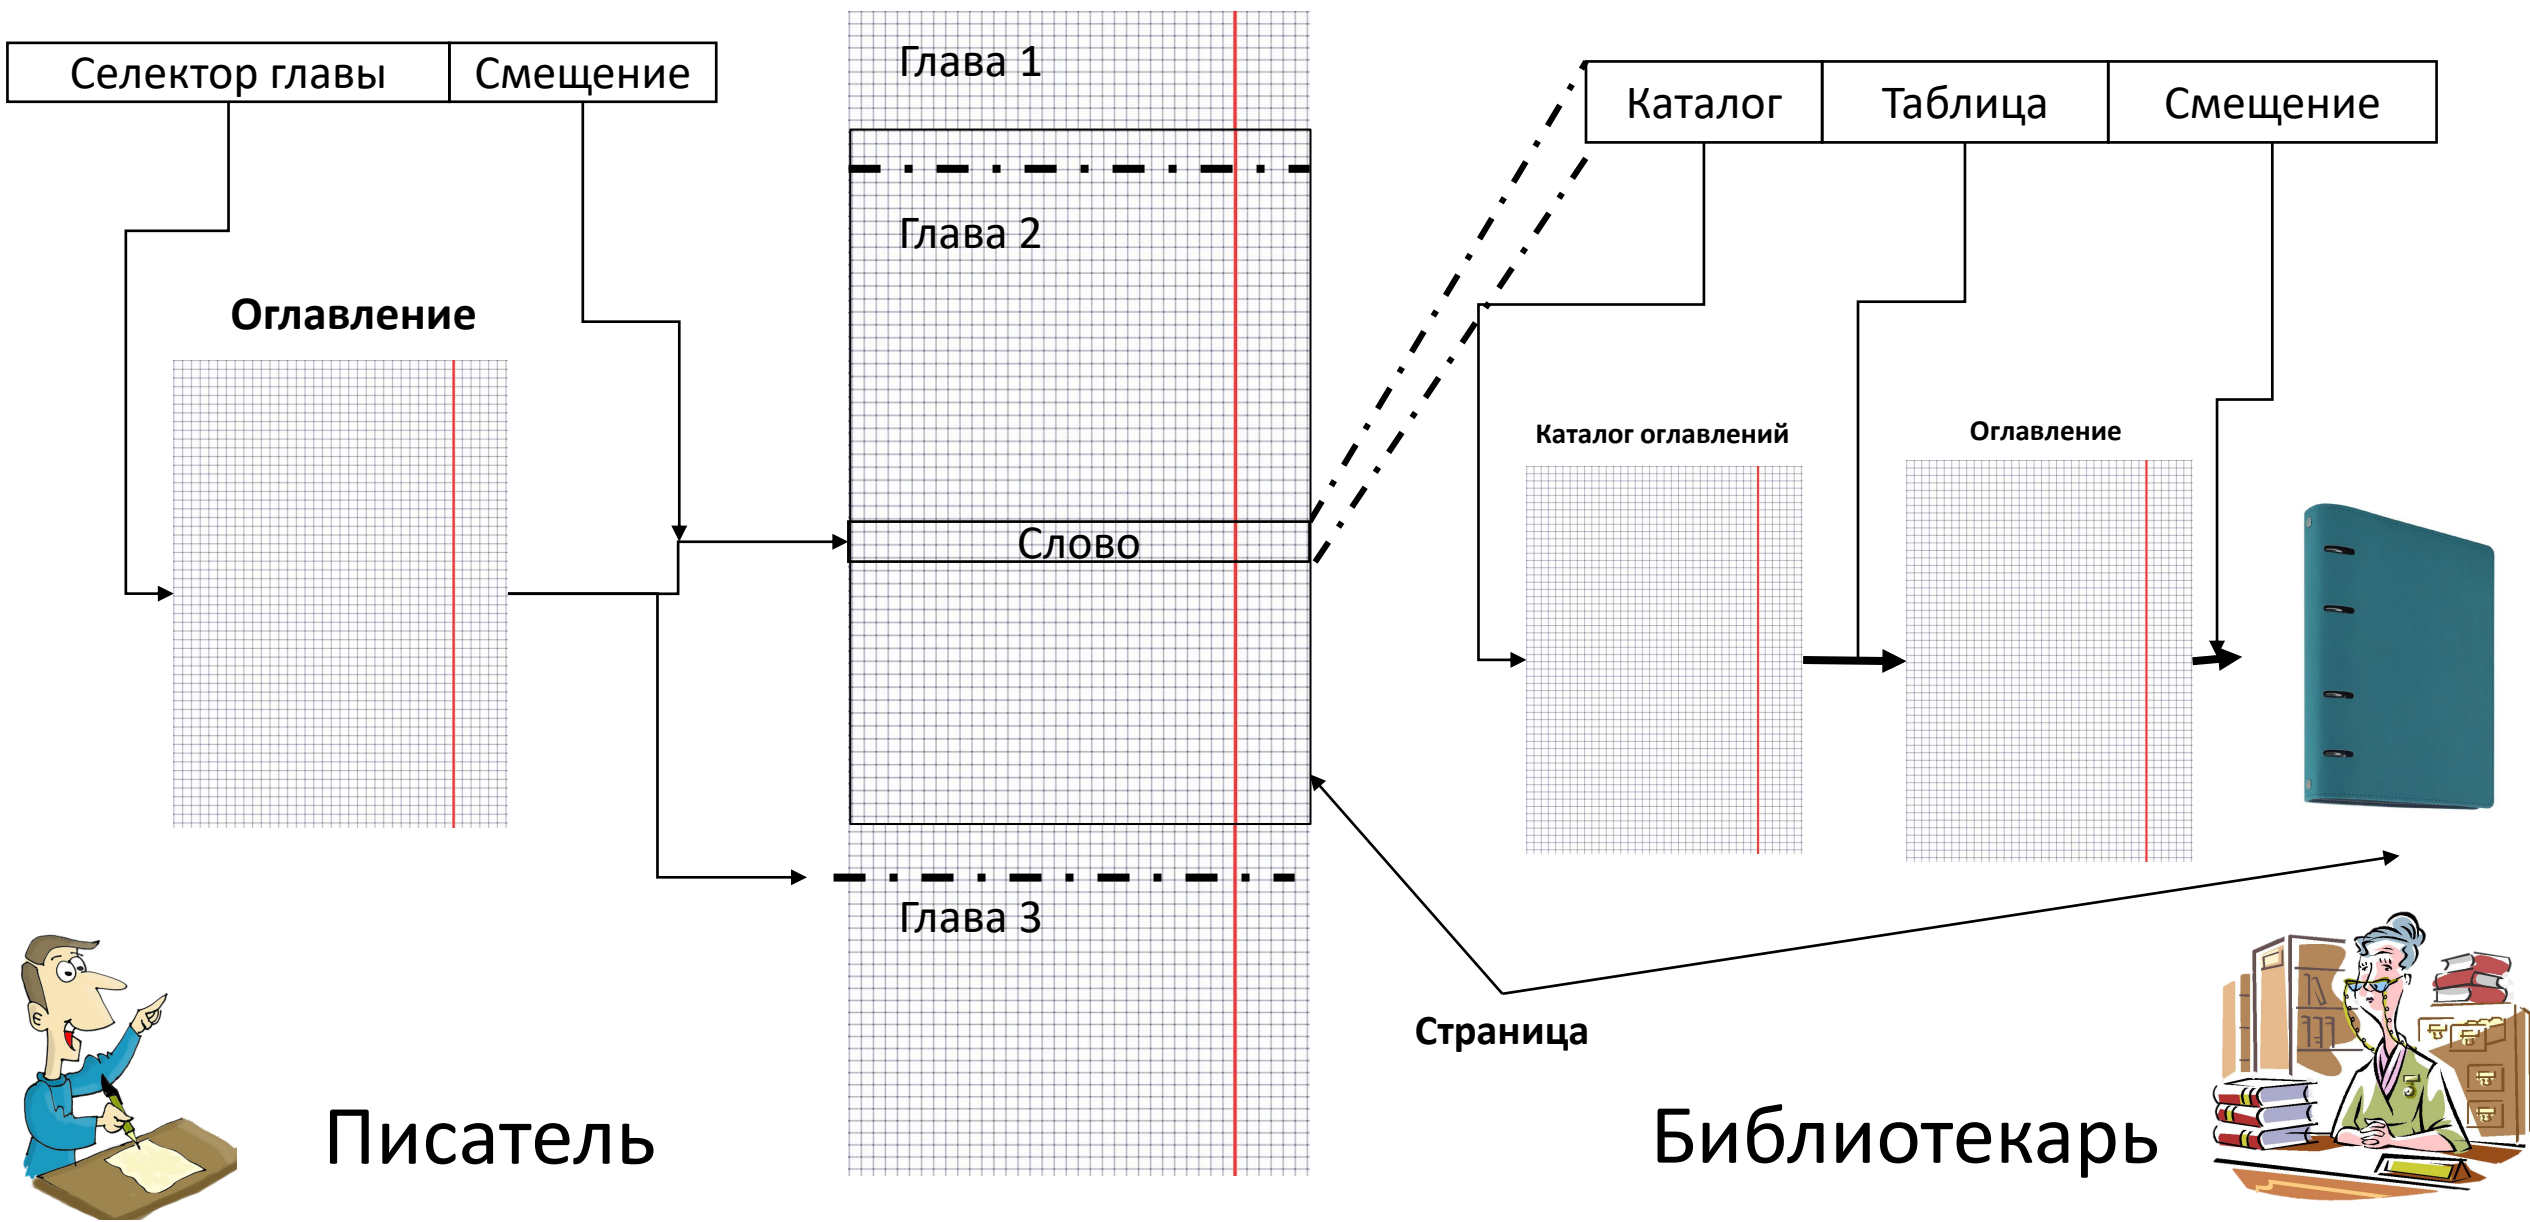 Селектор главы
Смещение
Оглавление
Писатель
Глава 1
Глава 2
Слово
Глава 3
Каталог
Таблица
Смещение
Каталог оглавлений
Оглавление
Страница
Библиотекарь